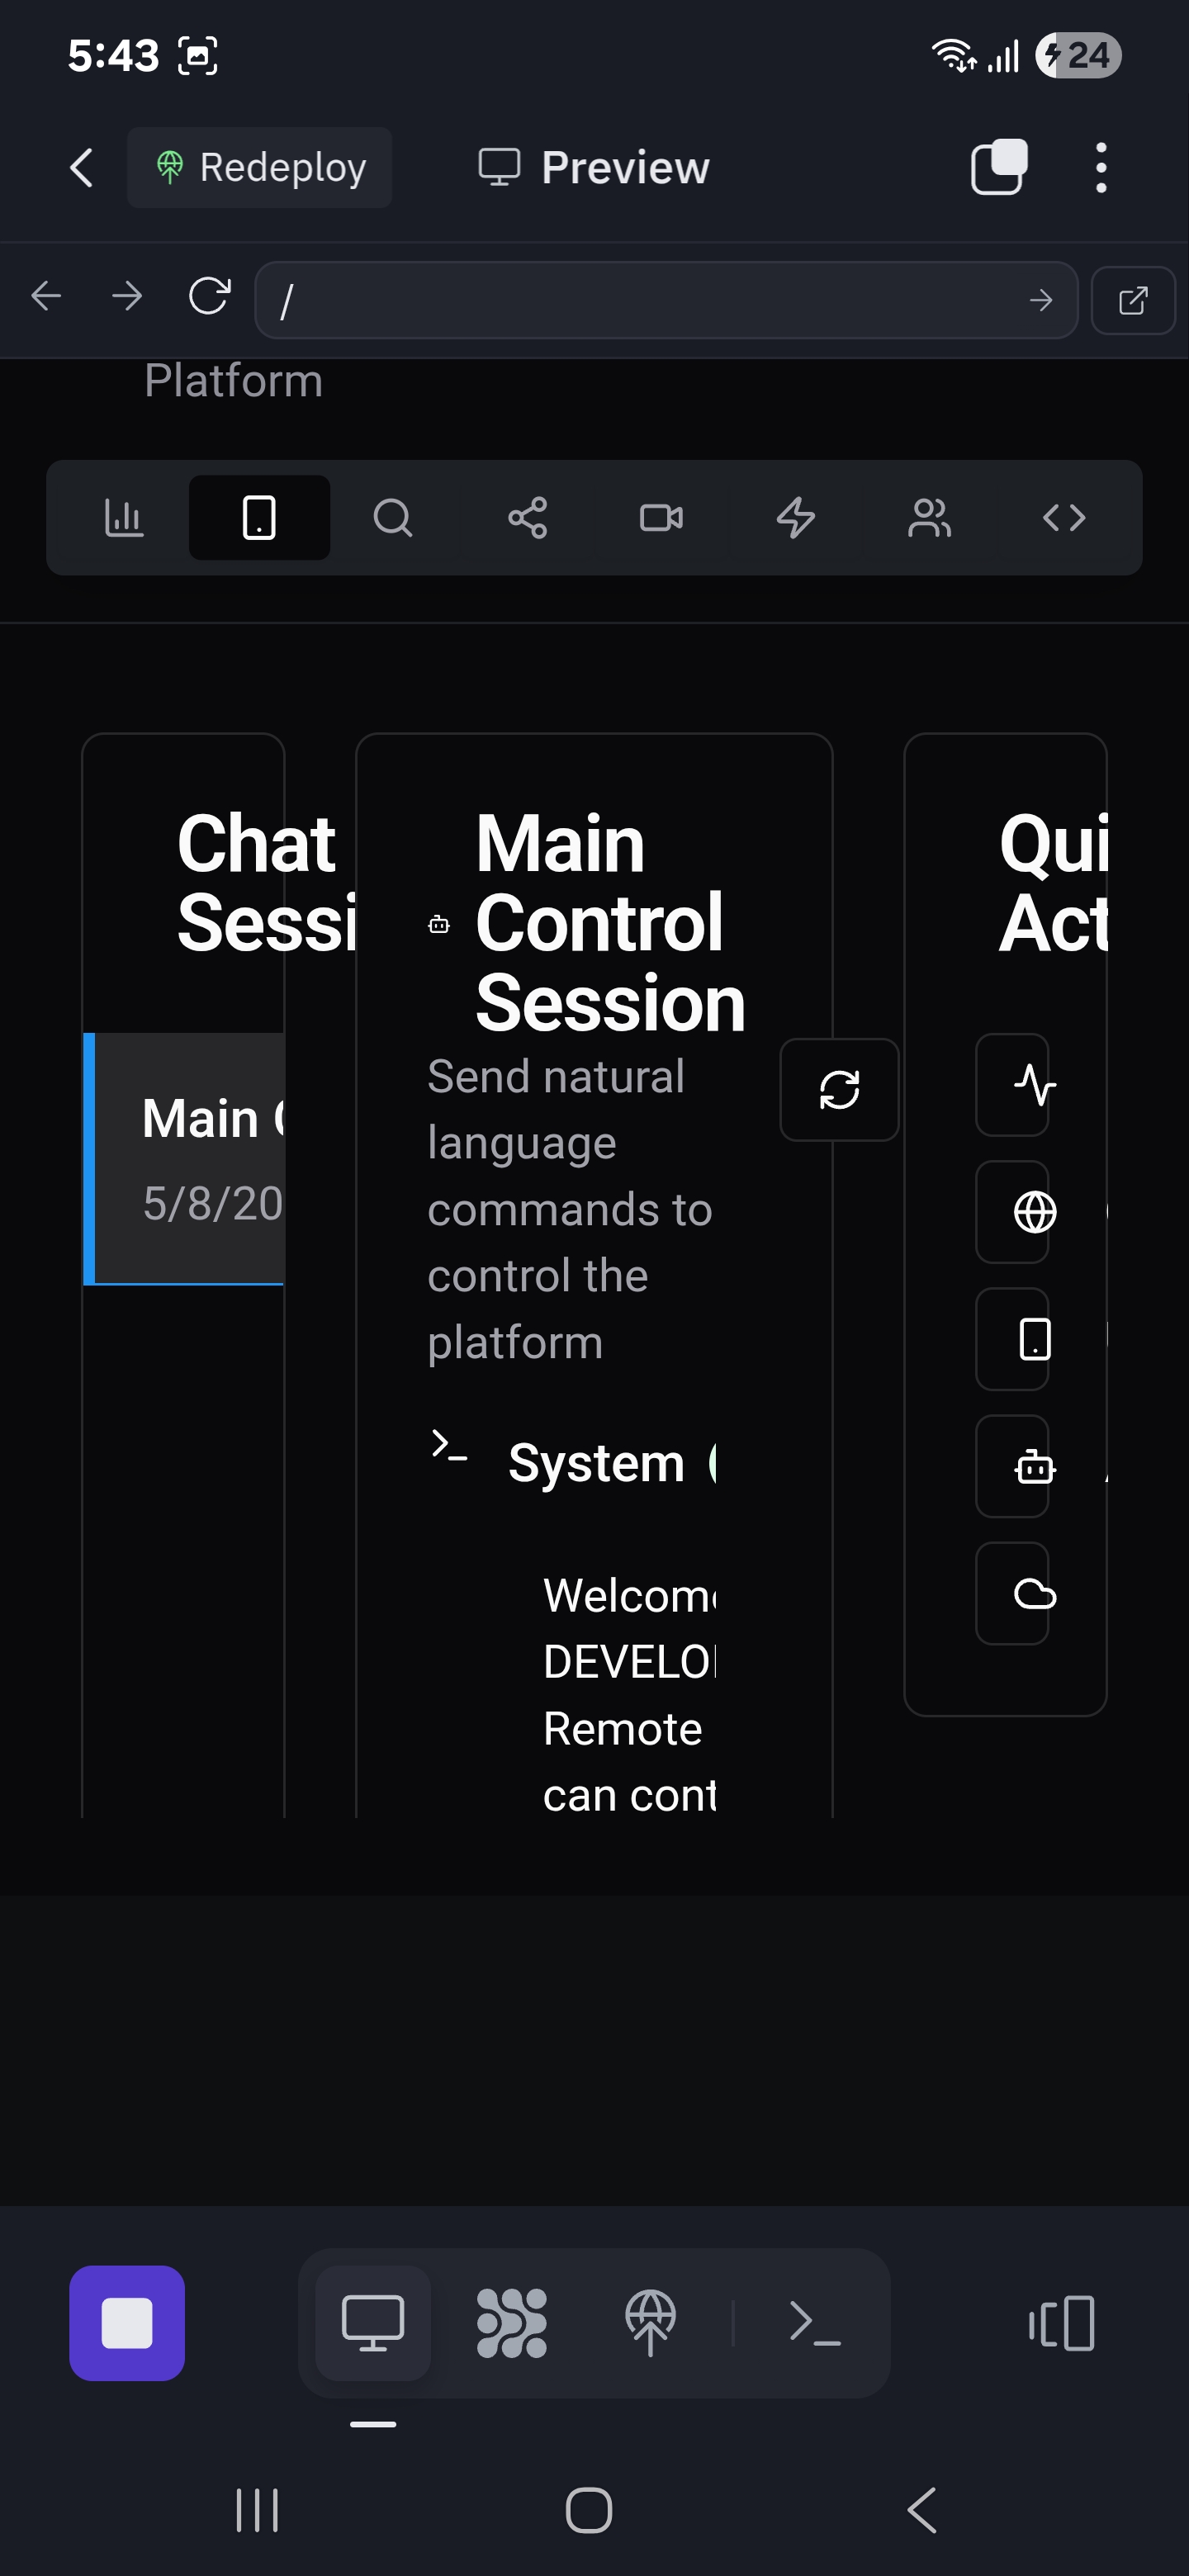 5:43
24
Redeploy
Preview
/
Platform
Chat
Sessi
Main
Control
Session
Qui
Act
Send natural
language
commands to
control the
platform
Main
5/8/20
System
Welcom
DEVELO
Remote
can cont